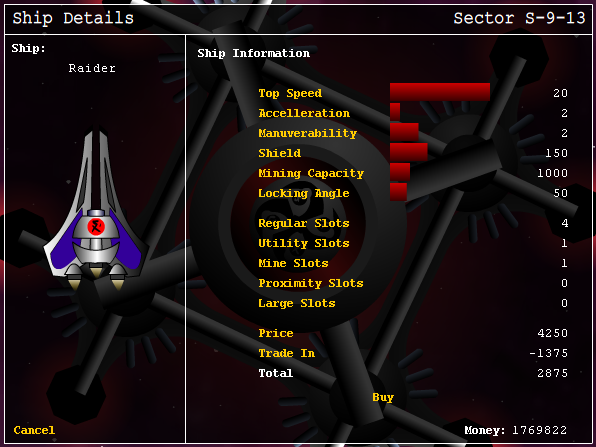 Ship Details Sector S-9-13
Ship:
Raider
Ship Information
Top Speed 20
Accelleration 2
Manuverability 2
Shield 150
Mining Capacity 1000
Locking Angle 50
Regular Slots 4
Utility Slots 1
Mine Slots 1
Proximity Slots 0
Large Slots 0
Price 4250
Trade In -1375
Total 2875
Buy
Cancel Money: 1769822